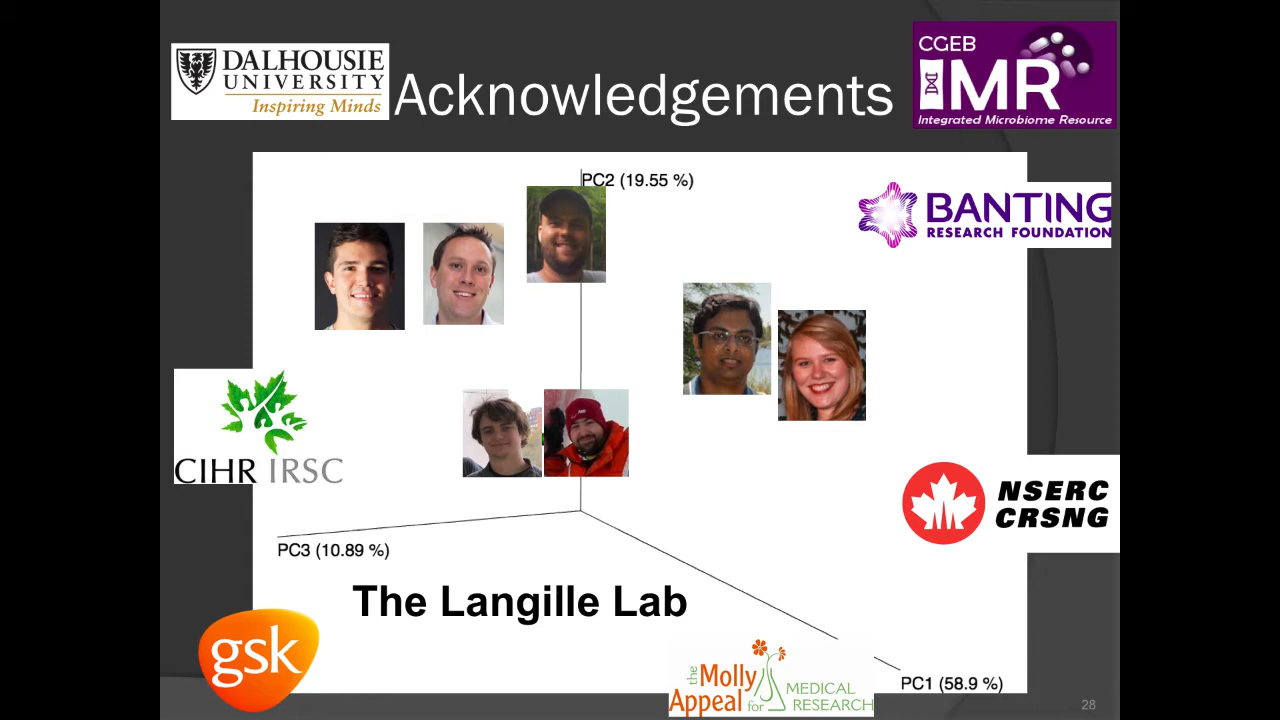 DALHOUSIE
UNIVERSITY
Inspiring Minds
Acknowledgements
CGEB
IMR
Integrated Microbiome Resource
PC2 (19.55 %)
BANTING
RESEARCH FOUNDATION
CIHR IRSC
NSERC
CRSNG
PC3 (10.89 %)
The Langille Lab
gsk
the Molly
Appeal for
MEDICAL
RESEARCH
PC1 (58.9 %)
28